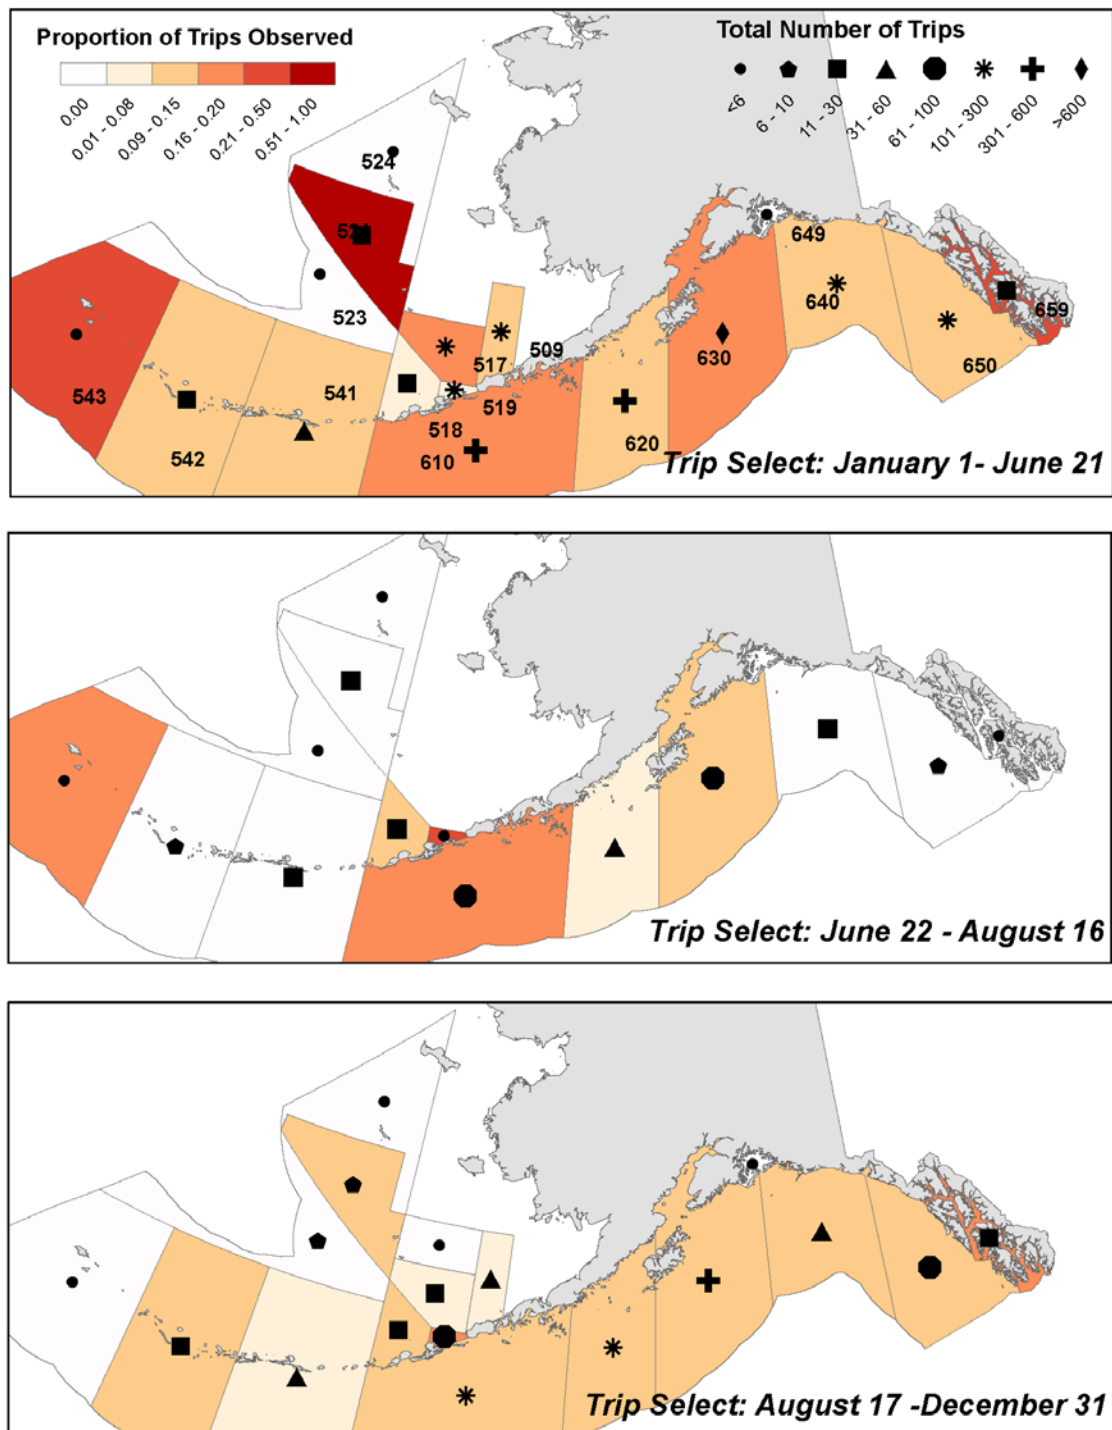 Proportion of Trips Observed
0.00
0.01 - 0.08
0.09 - 0.15
0.16 - 0.20
0.21 - 0.50
0.51 - 1.00
Total Number of Trips
<6
6 - 10
11 - 30
31 - 60
61 - 100
101 - 300
301 - 600
>600
524
523
543
542
541
517
509
519
518
610
620
630
649
640
650
659
Trip Select: January 1- June 21
Trip Select: June 22 - August 16
Trip Select: August 17 -December 31